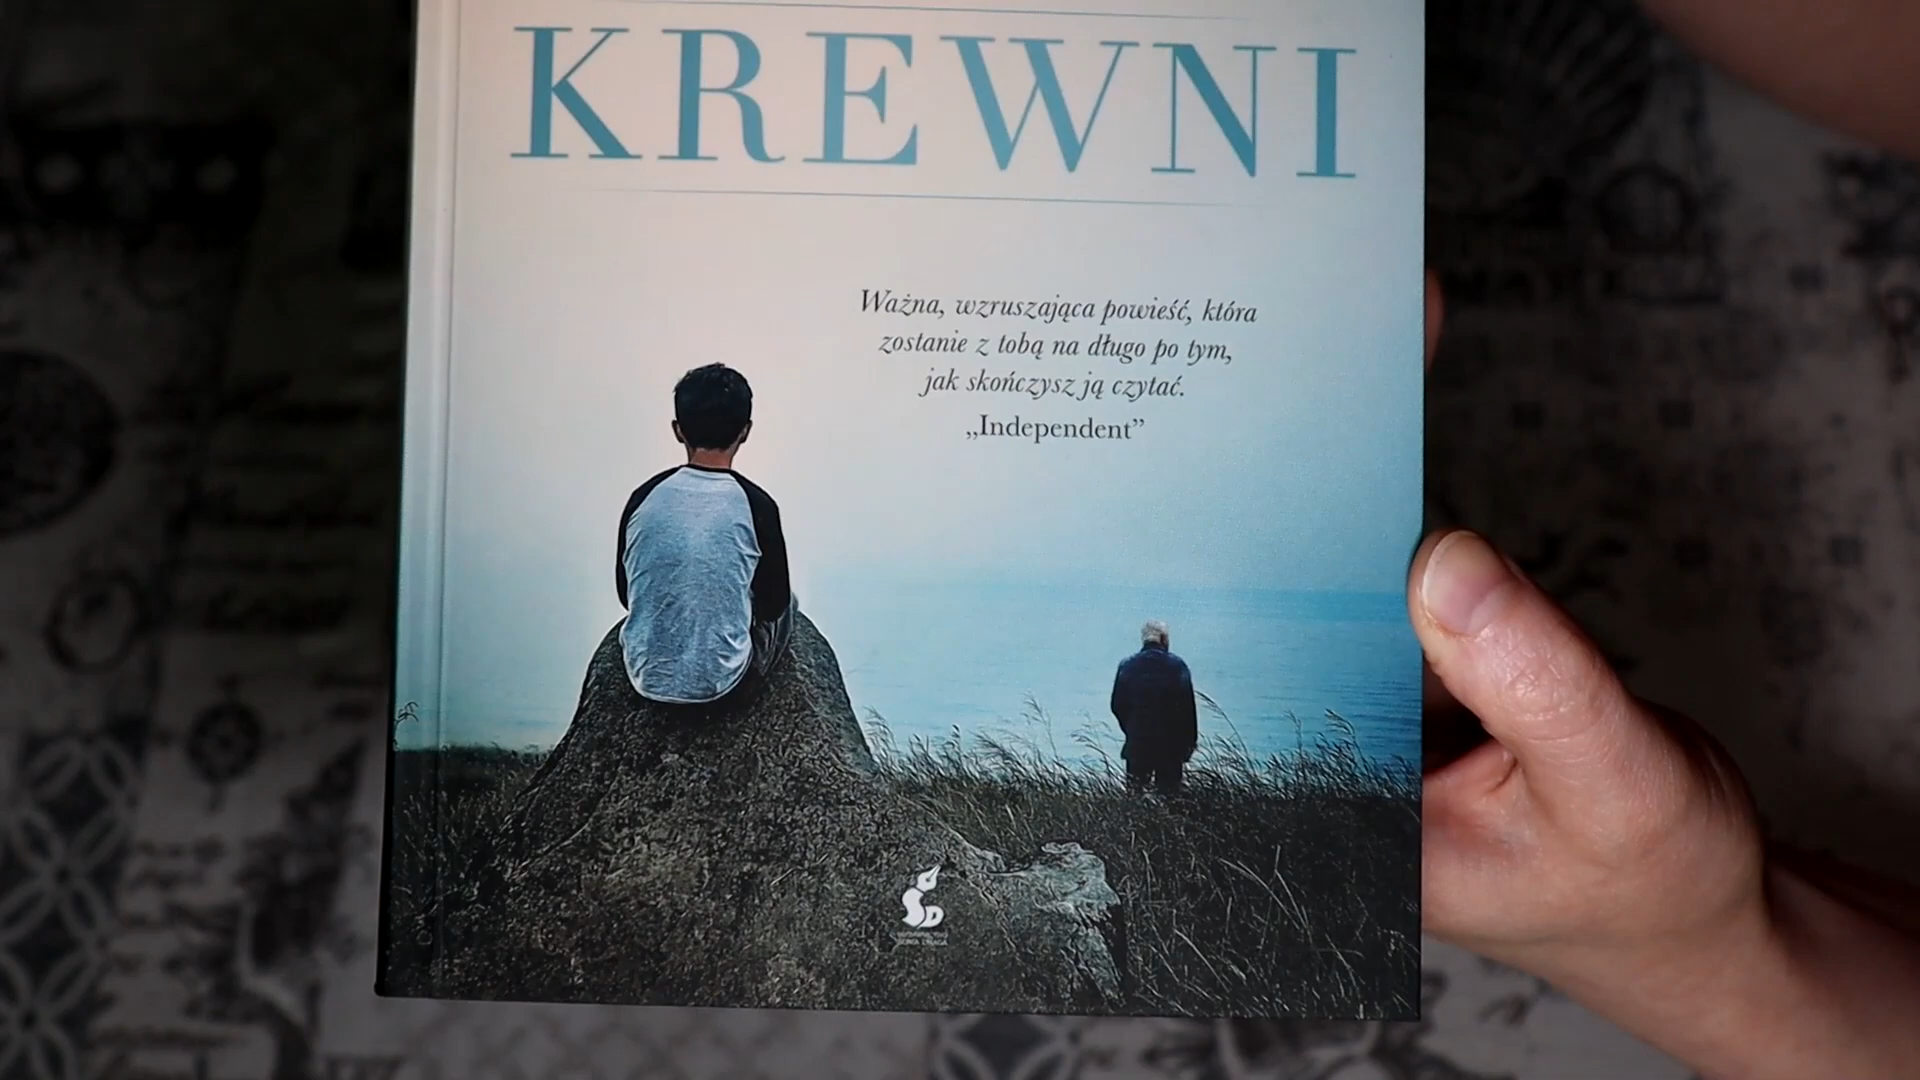 KREWNI
Ważna, wzruszająca powieść, która
zostanie z tobą na długo po tym,
jak skończysz ją czytać.
„Independent”